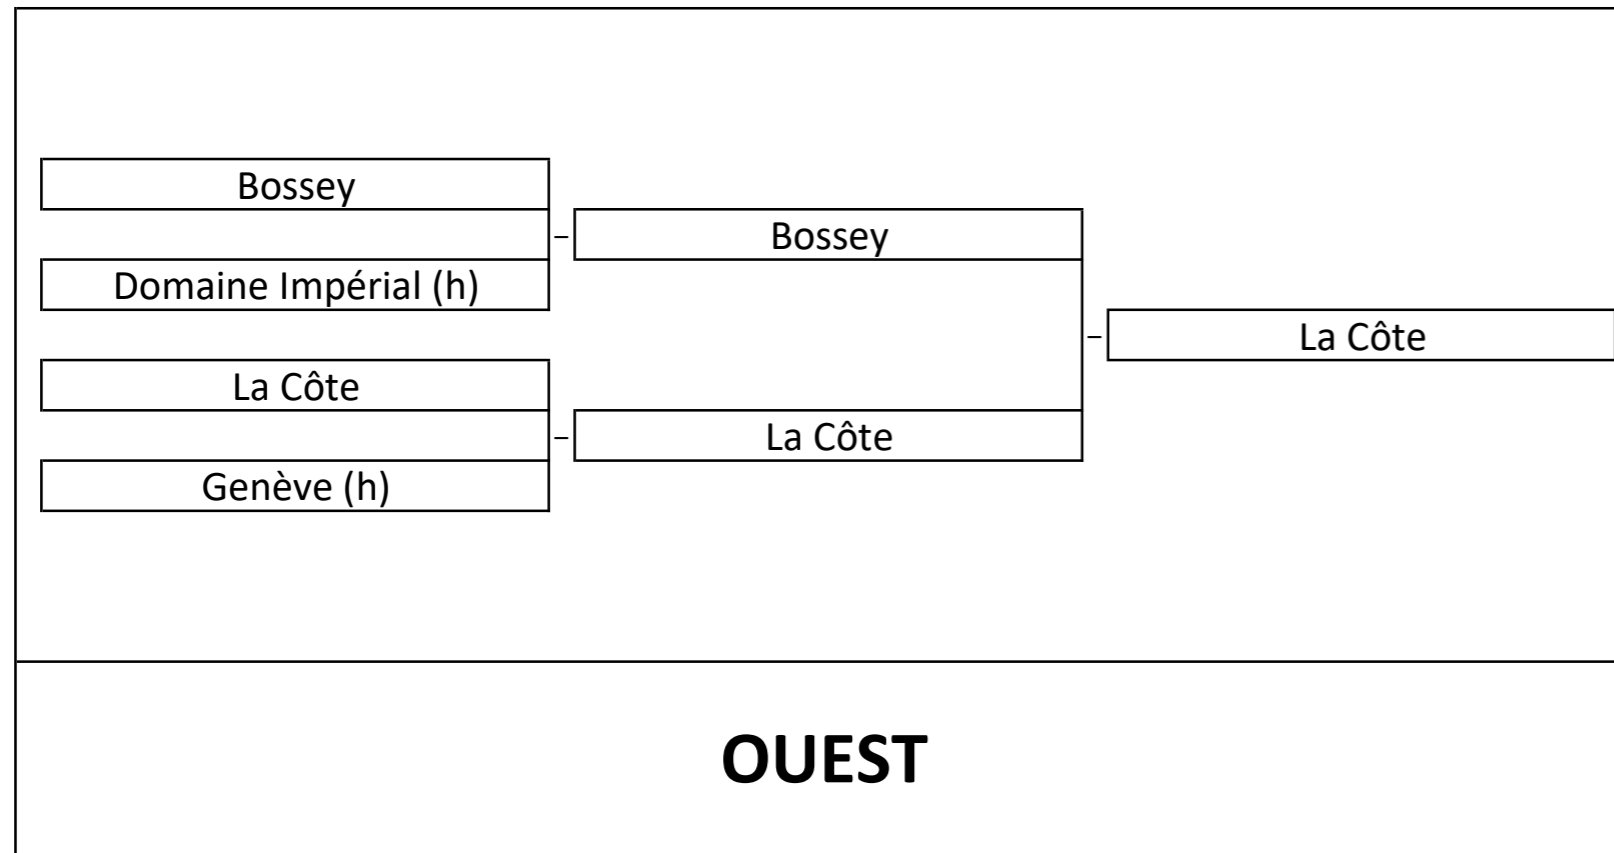 Bossey
Domaine Impérial (h)
La Côte
Genève (h)
Bossey
La Côte
La Côte
OUEST